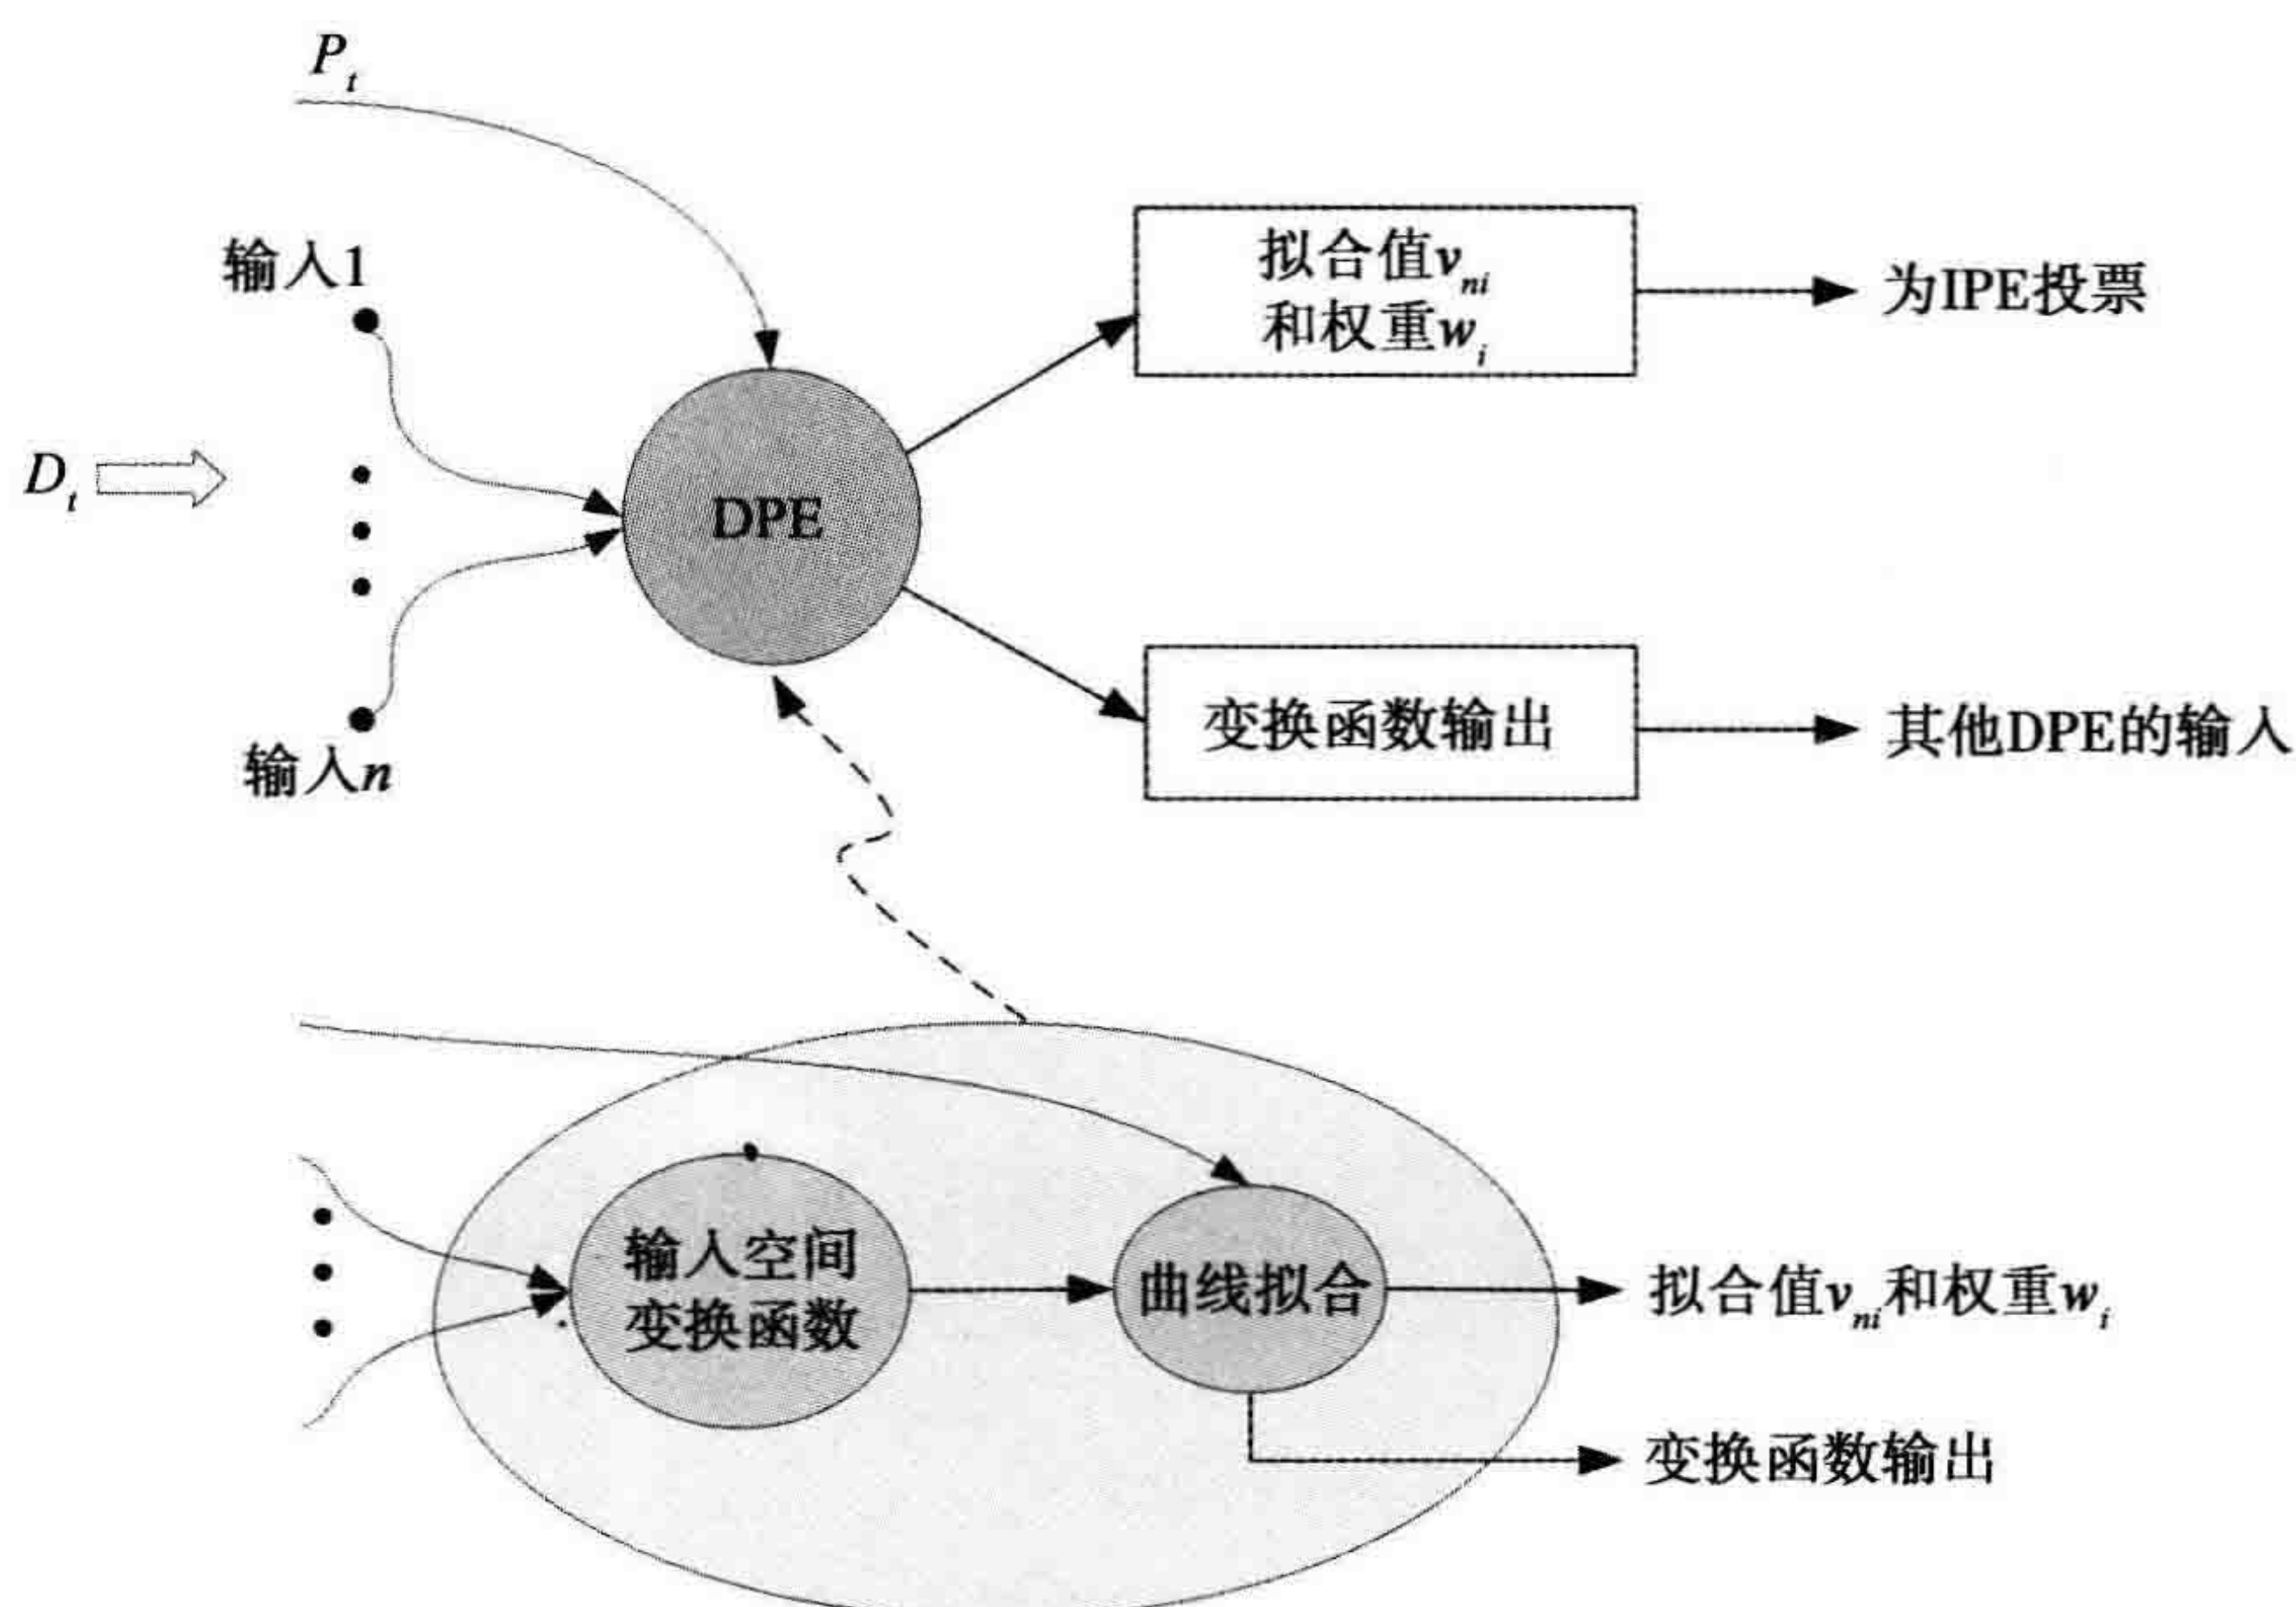 P_t
输入1
拟合值v_ni
和权重w_i
为IPE投票
D_t
DPE
变换函数输出
其他DPE的输入
输入n
输入空间
变换函数
曲线拟合
拟合值v_ni和权重w_i
变换函数输出